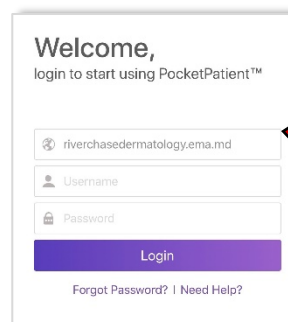 Welcome,
login to start using PocketPatient™
riverchasedermatology.ema.md
Username
Password
Login
Forgot Password? | Need Help?